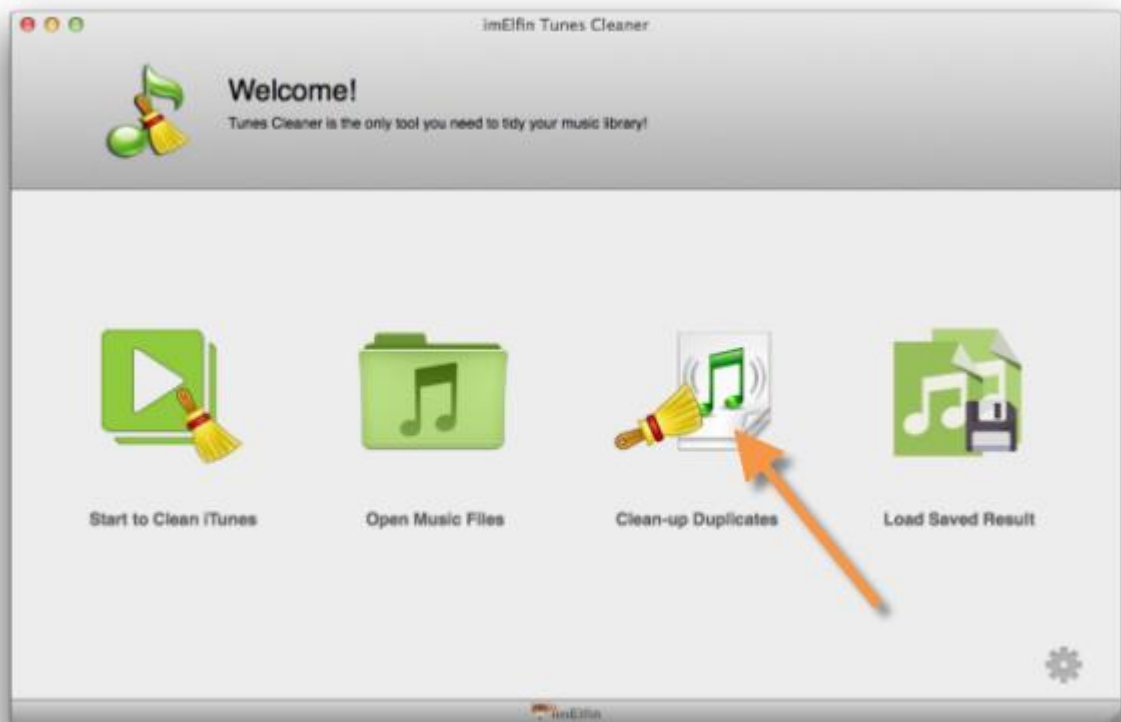 imElfin Tunes Cleaner
Welcome!
Tunes Cleaner is the only tool you need to tidy your music library!
Start to Clean iTunes
Open Music Files
Clean-up Duplicates
Load Saved Result
imElfin